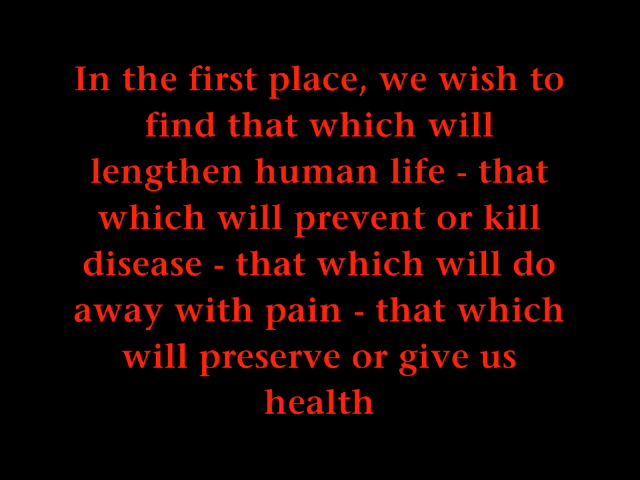 In the first place, we wish to
find that which will
lengthen human life - that
which will prevent or kill
disease - that which will do
away with pain - that which
will preserve or give us
health